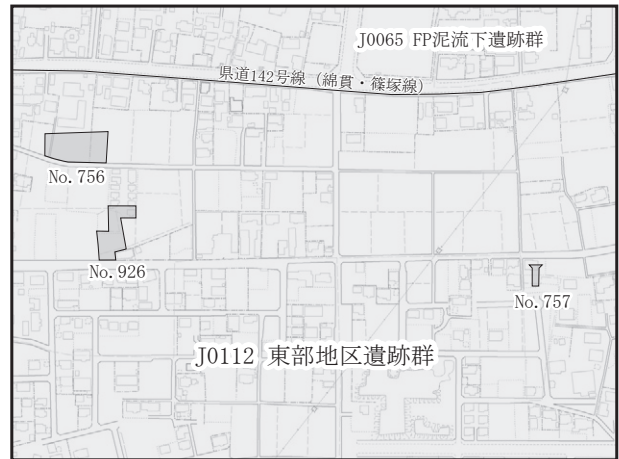 J0065 FP泥流下遺跡群
県道142号線（綿貫・篠塚線）
No. 756
No. 926
No. 757
J0112 東部地区遺跡群